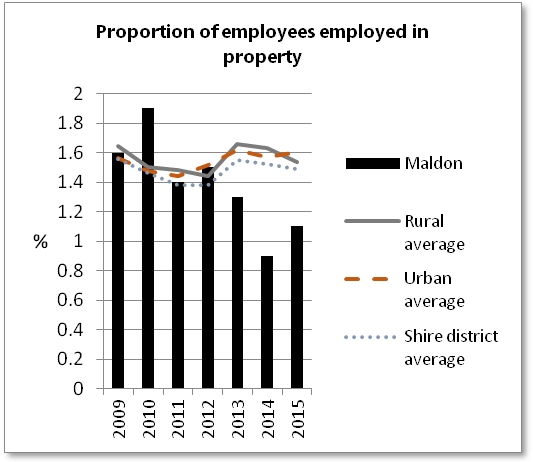 Proportion of employees employed in
property
2
1.8
1.6
1.4
1.2
1
0.8
0.6
0.4
0.2
0
%
2009
2010
2011
2012
2013
2014
2015
Maldon
Rural
average
Urban
average
Shire district
average